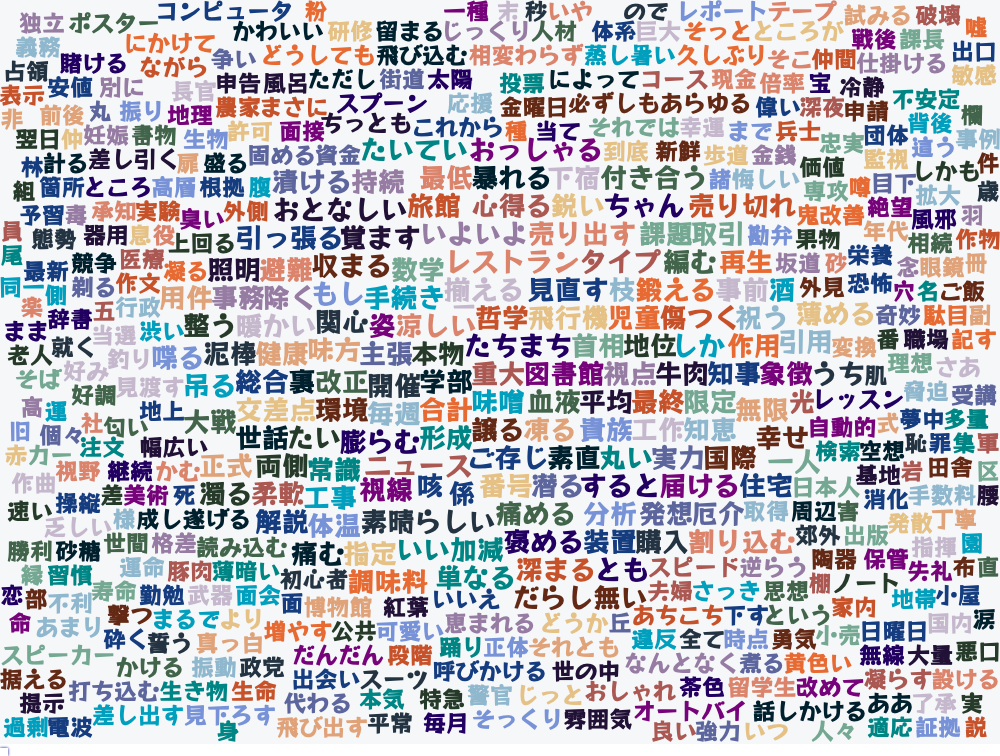 独立 ポスター コンピュータ 粉 一種 末 秒 いや ので レポート テープ 試みる 破壊 嘘
義務 にかけて かわいい 研修 留まる じっくり 人材 体系 巨大 そっと ところが 戦後 課長 出口
占領 賭ける ながら 争い どうしても 飛び込む 相変わらず 蒸し暑い 久しぶり そこ 仲間 仕掛ける 敏感
表示 安値 別に 長官 申告 風呂 ただし 街道 太陽 投票 によって コース 現金 倍率 宝 冷静 不安定
非 前後 丸 振り 地理 農家 まさに スプーン 応援 金曜日 必ずしも あらゆる 偉い 深夜 申請 背後 欄
翌日 仲 妊娠 書物 生物 許可 面接 ちっとも これから 種 当て それでは 幸運 まで 兵士 忠実 団体 違う 事例
林 計る 差し引く 扉 盛る 固める 資金 たいてい おっしゃる 到底 新鮮 歩道 金銭 価値 監視 しかも 件
組 箇所 ところ 高層 根拠 腹 漬ける 持続 最低 暴れる 下宿 付き合う 諸 悔しい 専攻 噂 目下 拡大 歳
予習 毒 承知 実験 臭い 外側 おとなしい 旅館 心得る 鋭い ちゃん 売り切れ 鬼 改善 絶望 風邪 羽
員 態勢 器用 息 役 上回る 引っ張る 覚ます いよいよ 売り出す 課題 取引 勘弁 果物 年代 相続 作物
尾 最新 競争 医療 凝る 照明 避難 収まる 数学 レストラン タイプ 編む 再生 坂道 砂 栄養 念 眼鏡 冊
同一 側 剃る 作文 用件 事務 除く もし 手続き 揃える 見直す 枝 鍛える 事前 酒 外見 恐怖 穴 名 ご飯
楽 辞書 五 行政 渋い 整う 暖かい 関心 姿 涼しい 哲学 飛行機 児童 傷つく 祝う 薄める 奇妙 駄目 副
まま 就く 当選 釣り 喋る 泥棒 健康 味方 主張 本物 たちまち 首相 地位 しか 作用 引用 変換 番 職場 記す
老人 そば 好み 見渡す 吊る 総合 裏 改正 開催 学部 重大 図書館 視点 牛肉 知事 象徴 うち 肌 理想 さあ
高 運 好調 地上 大戦 交差点 環境 毎週 合計 味噌 血液 平均 最終 限定 無限 光 レッスン 脅迫 受講
旧 個々 社 匂い 幅広い 世話 たい 膨らむ 形成 譲る 凍る 貴族 工作 知恵 幸せ 自動的 式 夢中 多量
赤 カー 注文 継続 かむ 正式 両側 常識 ニュース ご存じ 素直 丸い 実力 国際 一人 検索 空想 恥 罪 集 軍
作曲 視野 差 美術 死 濁る 柔軟 工事 視線 咳 係 番号 潜る すると 届ける 住宅 日本人 基地 岩 田舎 区
速い 操縦 様 成し遂げる 解説 体温 素晴らしい 痛める 分析 発想 厄介 取得 周辺 害 消化 手数料 腰
乏しい 世間 格差 読み込む 痛む 指定 いい加減 褒める 装置 購入 割り込む 郊外 出版 発散 丁寧 園
勝利 砂糖 運命 豚肉 薄暗い 初心者 調味料 単なる 深まる とも スピード 逆らう 陶器 保管 指揮 失礼 布 直
縁 習慣 寿命 勤勉 武器 面会 面 博物館 紅葉 いいえ だらし無い 夫婦 さっき 思想 棚 ノート 地帯 小屋
恋 部 不利 撃つ まるで より 増やす 公共 可愛い 恵まれる どうか 丘 あちこち 下す という 家内 国内 涙
命 あまり 砕く 誓う 真っ白 だんだん 段階 踊り 正体 それとも 違反 全て 時点 勇気 小売 日曜日
スピーカー かける 振動 政党 出会い スーツ 呼びかける 世の中 なんとなく 煮る 黄色い 無線 大量 悪口
据える 打ち込む 生き物 生命 代わる 本気 特急 警官 じっと おしゃれ 茶色 留学生 改めて 凝らす 設ける
提示 差し出す 見下ろす 飛び出す 平常 毎月 そっくり 雰囲気 オートバイ 話しかける ああ 了承 実
過剰 電波 身 良い 強力 いつ 人々 適応 証拠 説